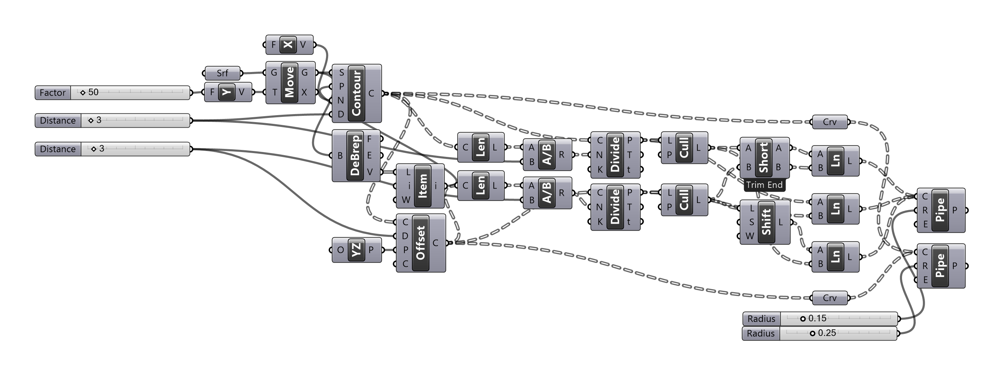 F X V
Srf
G Move G
T X
Factor 50
F Y V
S Contour C
P
N
D
Distance 3
Distance 3
B DeBrep F
E
V
L Item i
i
W
C Len L
A A/B R
B
C Divide P
N T
K t
L Cull L
P
A Short A
B B
Trim End
A Ln L
B
Crv
C Len L
A A/B R
B
C Divide P
N T
K t
L Cull L
P
L Shift L
S
W
A Ln L
B
A Ln L
B
O YZ P
C Offset C
D
P
C
C Pipe P
R
E
C Pipe P
R
E
Crv
Radius 0.15
Radius 0.25